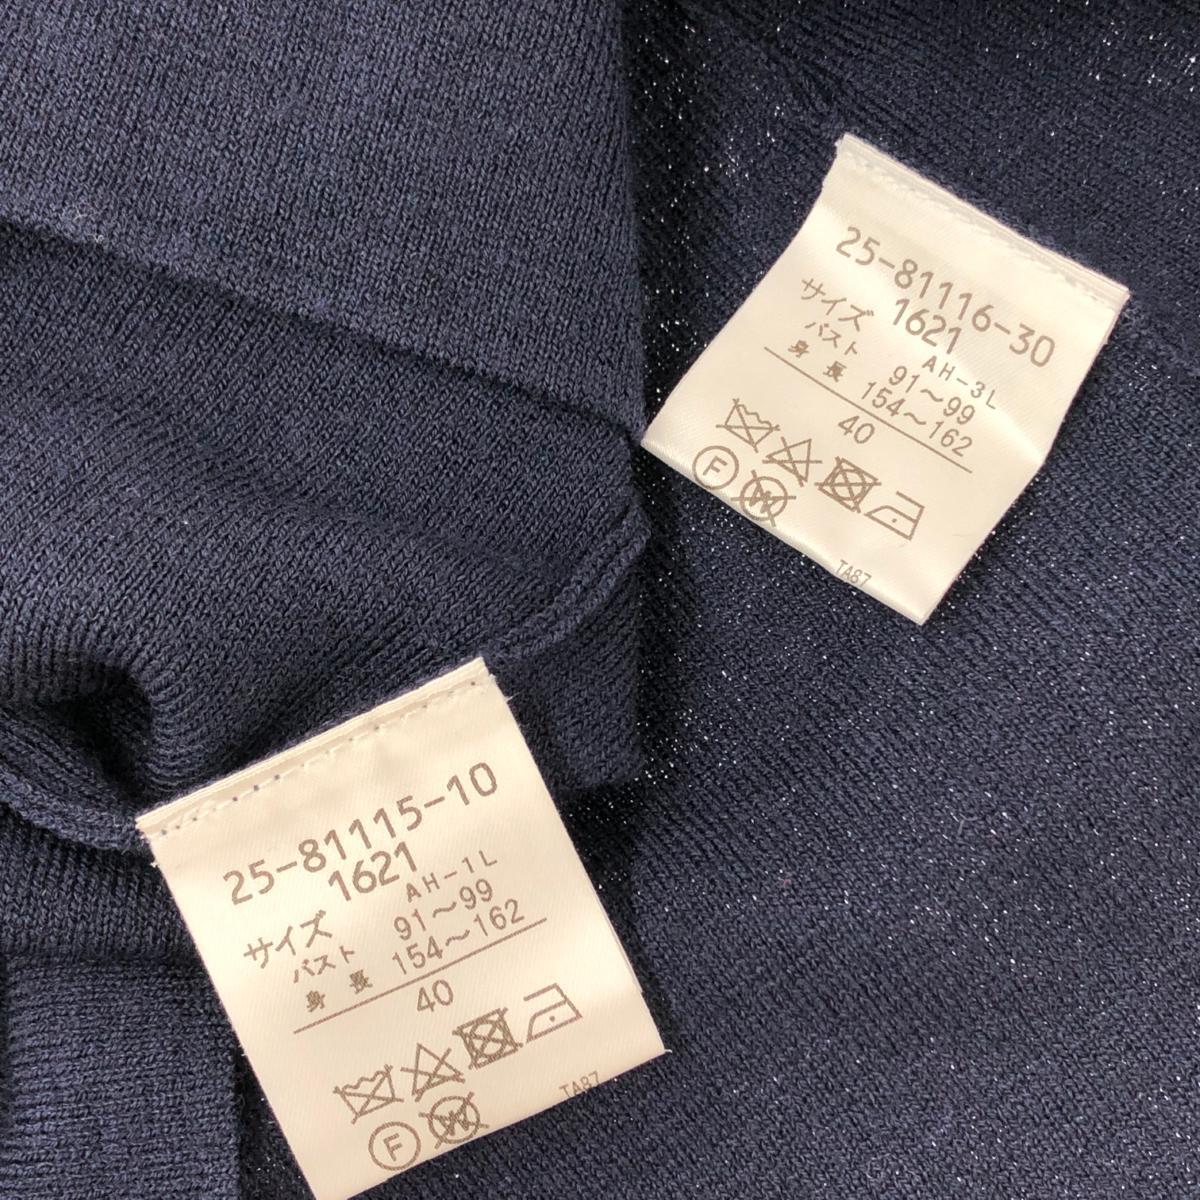 25-81116-30
1621
サイズ AH-3L
バスト 91〜99
身長 154〜162
40
F
W
TA87
25-81115-10
1621
サイズ AH-1L
バスト 91〜99
身長 154〜162
40
F
W
TA87